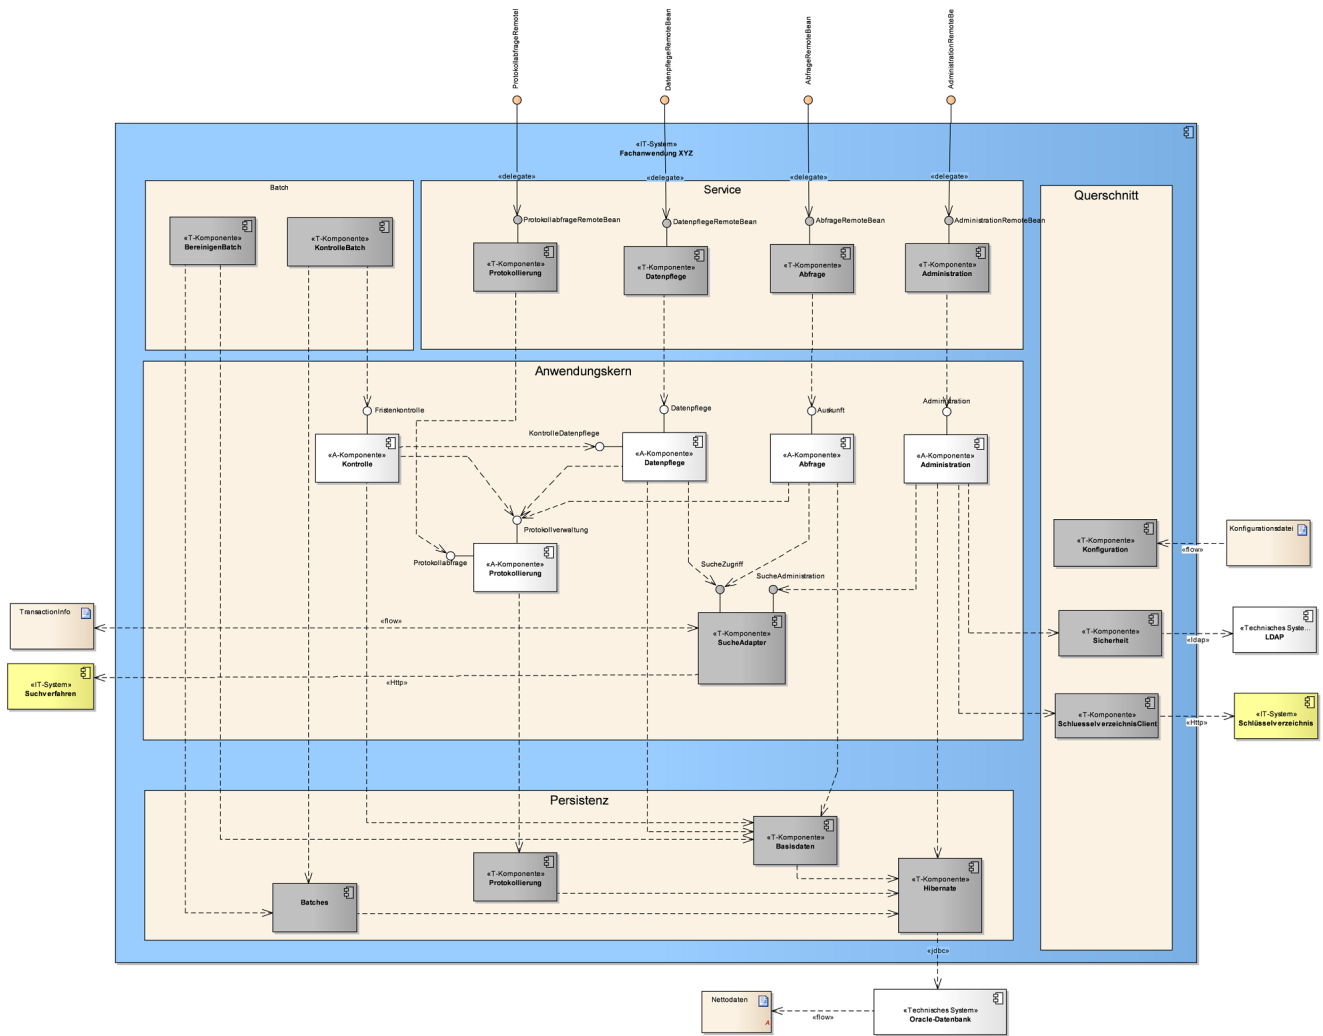 ProtokollabfrageRemotel
DatenpflegeRemoteBean
AbfrageRemoteBean
AdministrationRemoteBe
«IT-System»
Fachanwendung XYZ
«delegate»
«delegate»
«delegate»
«delegate»
Batch
Service
Querschnitt
ProtokollabfrageRemoteBean
DatenpflegeRemoteBean
AbfrageRemoteBean
AdministrationRemoteBean
«T-Komponente»
BereinigenBatch
«T-Komponente»
KontrolleBatch
«T-Komponente»
Protokollierung
«T-Komponente»
Datenpflege
«T-Komponente»
Abfrage
«T-Komponente»
Administration
Anwendungskern
Fristenkontrolle
Datenpflege
Auskunft
Administration
KontrolleDatenpflege
«A-Komponente»
Kontrolle
«A-Komponente»
Datenpflege
«A-Komponente»
Abfrage
«A-Komponente»
Administration
Protokollverwaltung
Protokollabfrage
«A-Komponente»
Protokollierung
SucheZugriff
SucheAdministration
«T-Komponente»
SucheAdapter
«T-Komponente»
Konfiguration
«flow»
Konfigurationsdatei
TransactionInfo
«flow»
«T-Komponente»
Sicherheit
«ldap»
«Technisches Syste...
LDAP
«IT-System»
Suchverfahren
«Http»
«T-Komponente»
SchluesselverzeichnisClient
«Http»
«IT-System»
Schlüsselverzeichnis
Persistenz
«T-Komponente»
Basisdaten
«T-Komponente»
Protokollierung
«T-Komponente»
Hibernate
Batches
«jdbc»
Nettodaten
A
«flow»
«Technisches System»
Oracle-Datenbank